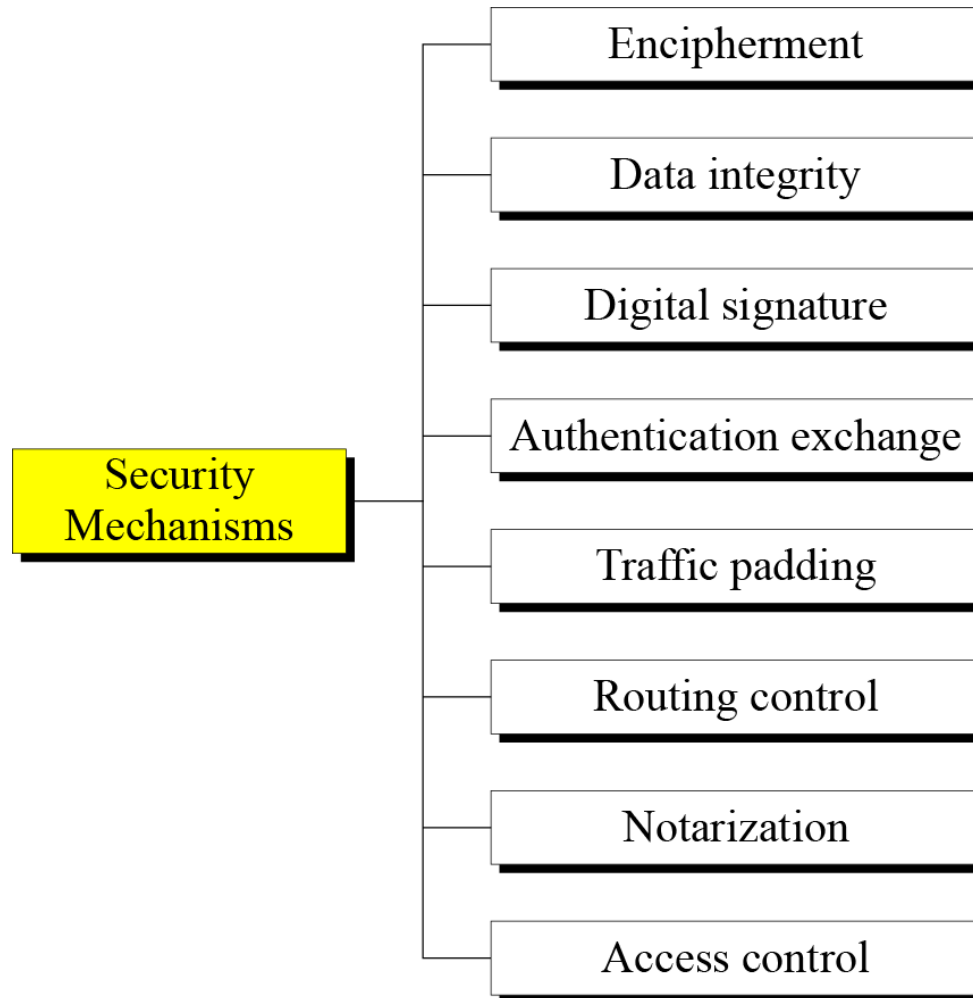 Encipherment
Data integrity
Digital signature
Authentication exchange
Security
Mechanisms
Traffic padding
Routing control
Notarization
Access control